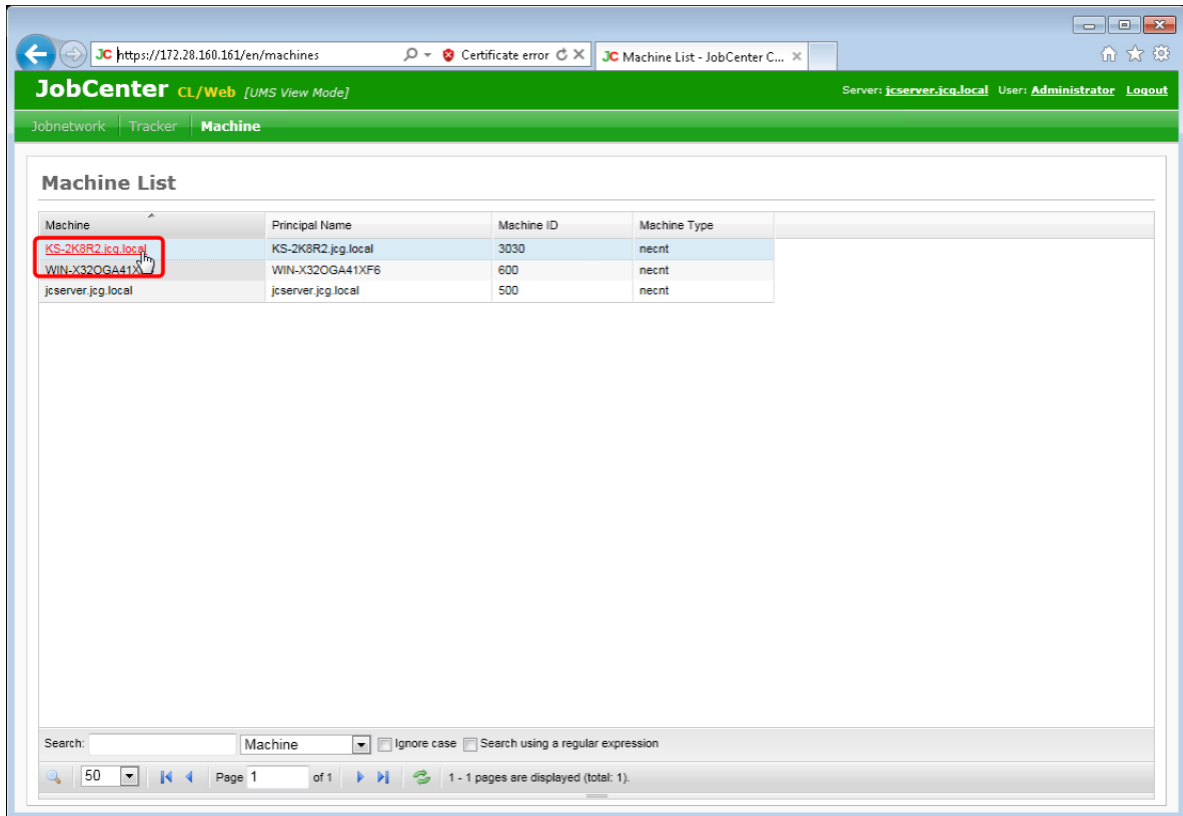 JC https://172.28.160.161/en/machines Certificate error JC Machine List - JobCenter C...
JobCenter CL/Web [UMS View Mode] Server: jcserver.jcg.local User: Administrator Logout
Jobnetwork Tracker Machine
Machine List
Machine Principal Name Machine ID Machine Type
KS-2K8R2.jcg.local KS-2K8R2.jcg.local 3030 necnt
WIN-X32OGA41X WIN-X32OGA41XF6 600 necnt
jcserver.jcg.local jcserver.jcg.local 500 necnt
Search: Machine Ignore case Search using a regular expression
50 Page 1 of 1 1 - 1 pages are displayed (total: 1).